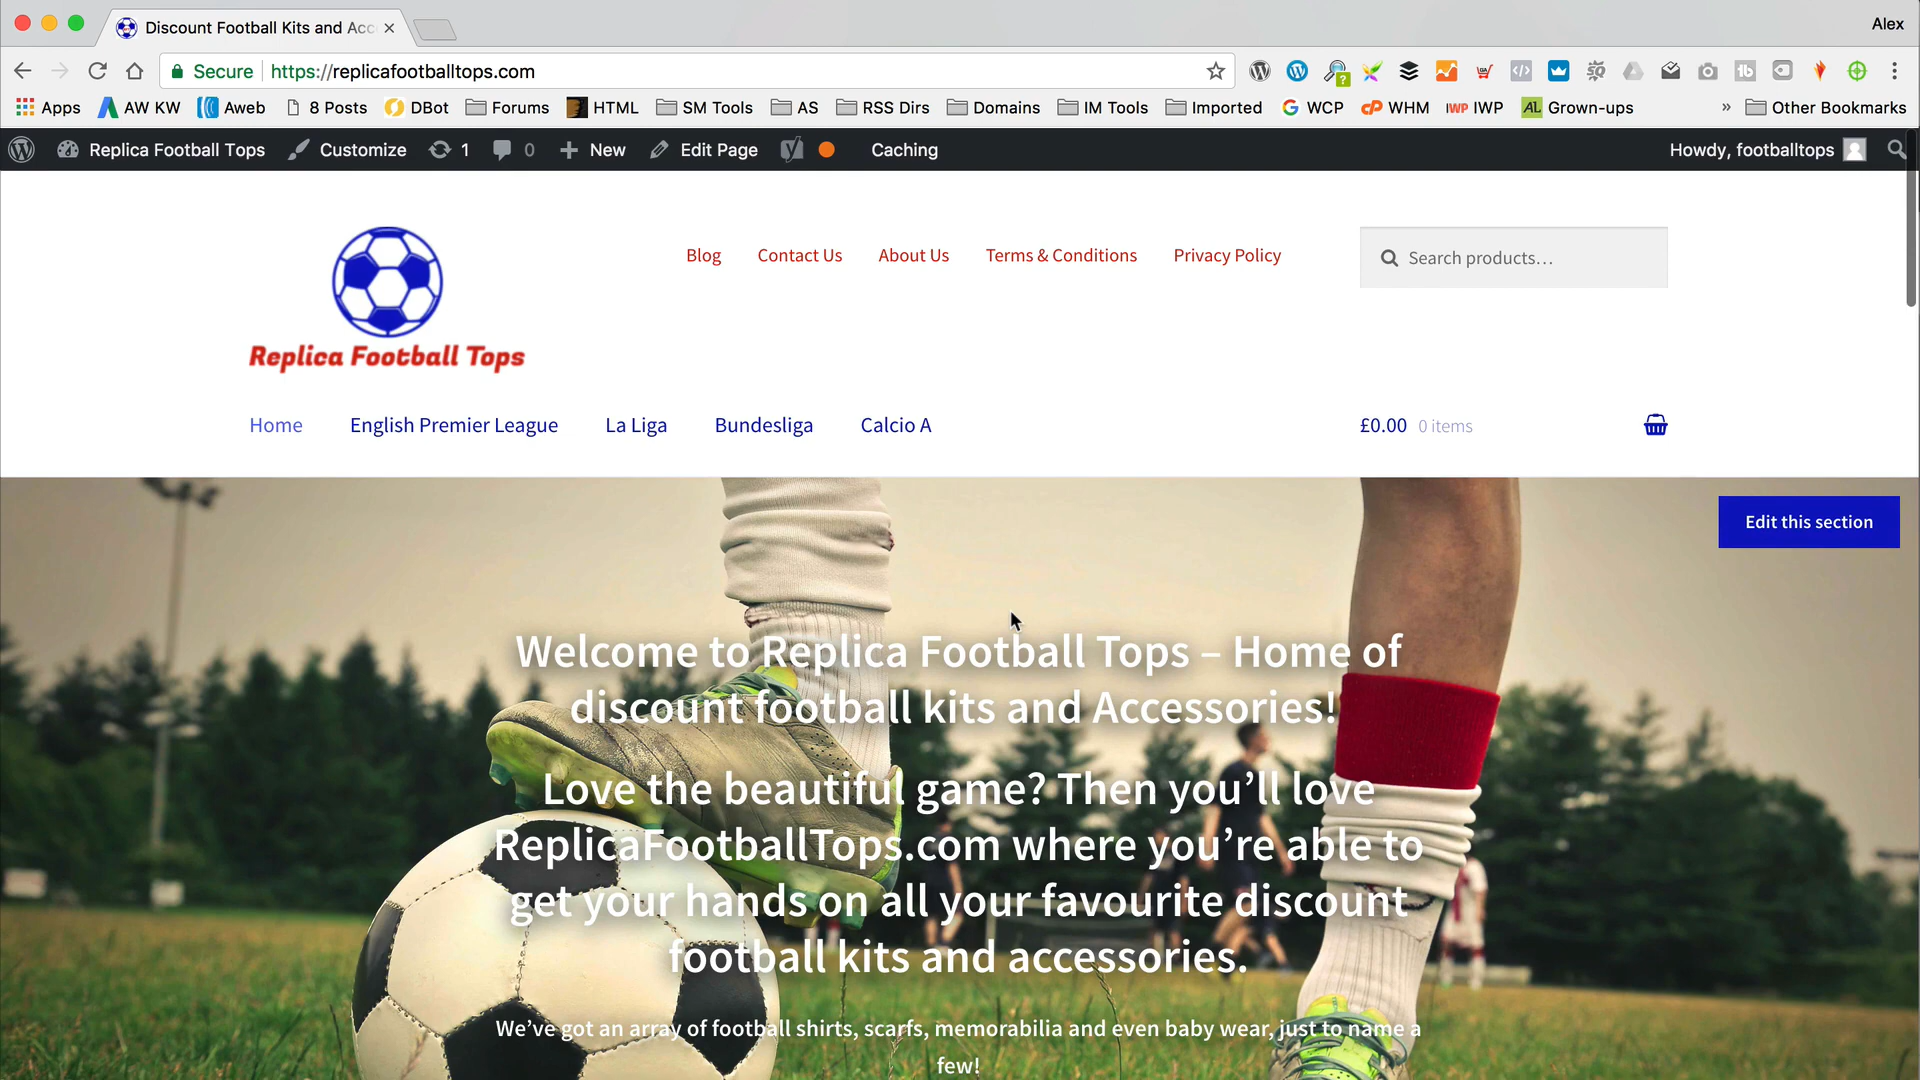 Discount Football Kits and Acc
Alex
Secure https://replicafootballtops.com
Apps AW KW Aweb 8 Posts DBot Forums HTML SM Tools AS RSS Dirs Domains IM Tools Imported WCP WHM IWP IWP AL Grown-ups » Other Bookmarks
Replica Football Tops Customize 1 0 New Edit Page Caching Howdy, footballtops
Blog Contact Us About Us Terms & Conditions Privacy Policy Search products…
Replica Football Tops
Home English Premier League La Liga Bundesliga Calcio A £0.00 0 items
Edit this section
Welcome to Replica Football Tops – Home of
discount football kits and Accessories!
Love the beautiful game? Then you’ll love
ReplicaFootballTops.com where you’re able to
get your hands on all your favourite discount
football kits and accessories.
We’ve got an array of football shirts, scarfs, memorabilia and even baby wear, just to name a
few!